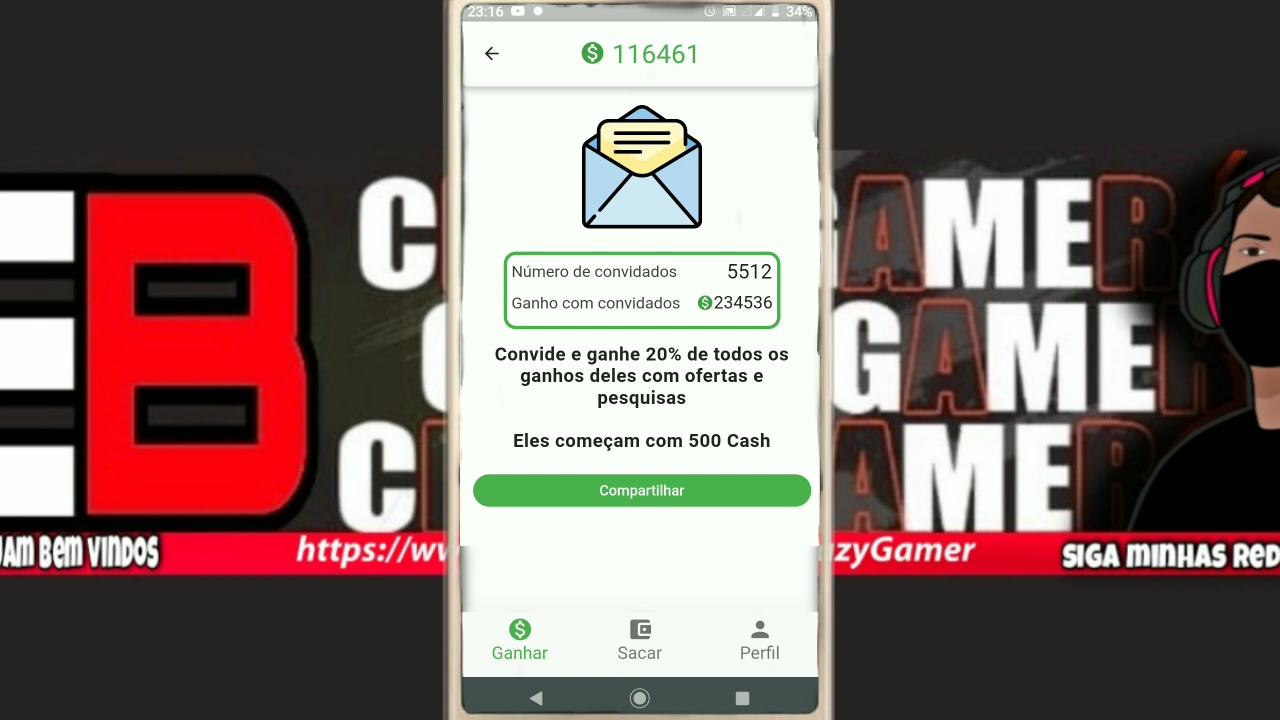 23:16
34%
116461
Número de convidados 5512
Ganho com convidados 234536
Convide e ganhe 20% de todos os
ganhos deles com ofertas e
pesquisas
Eles começam com 500 Cash
Compartilhar
Ganhar
Sacar
Perfil
B
C
GAMER
GAMER
C
AMER
BEM VINDOS
https://ww
zyGamer
SIGA MINHAS RED